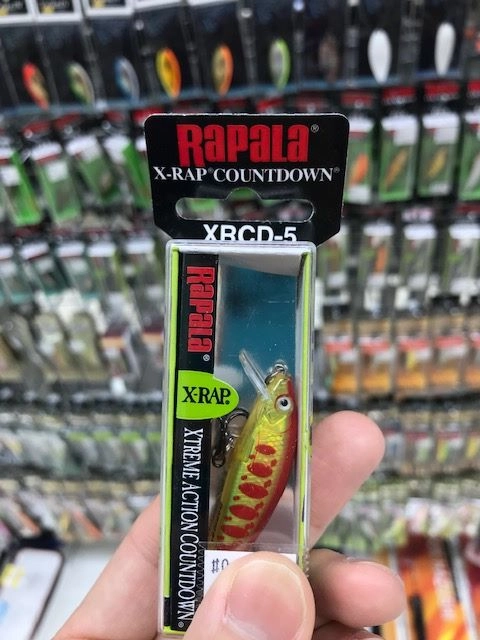 RAPALA®
X-RAP® COUNTDOWN®
XRCD-5
RAPALA®
X-RAP®
XTREME ACTION COUNTDOWN®